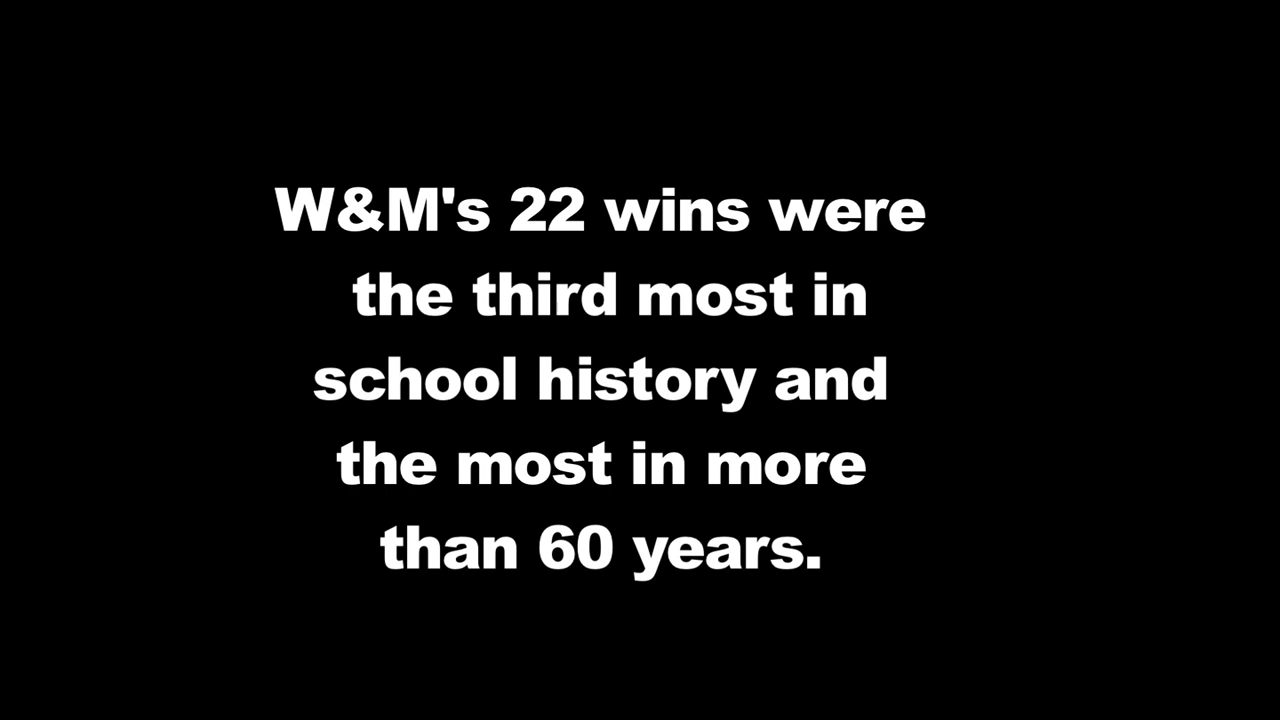 W&M's 22 wins were
the third most in
school history and
the most in more
than 60 years.